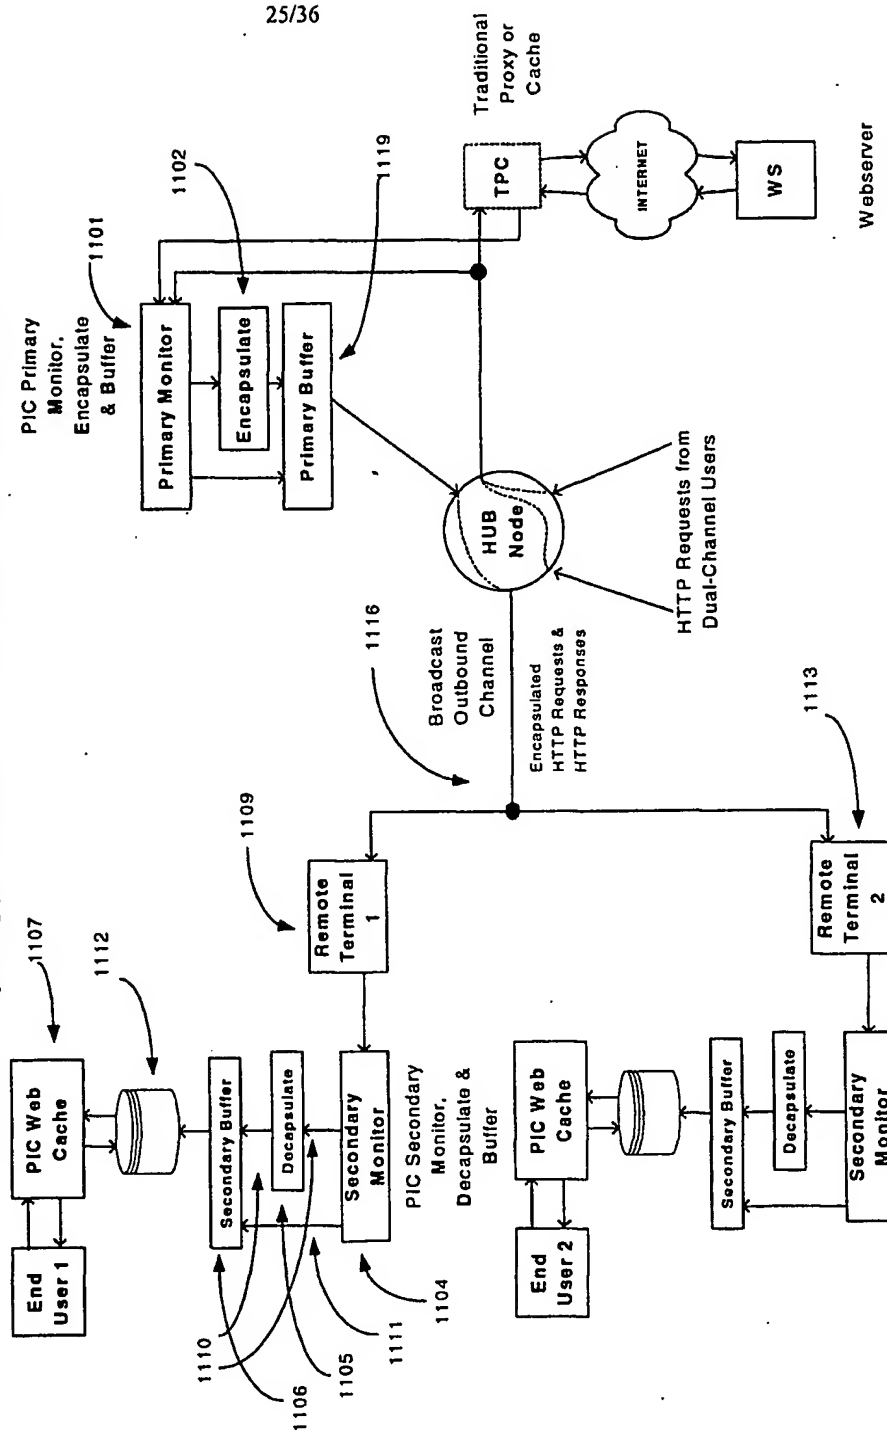 25/36
PIC Primary
Monitor,
Encapsulate
& Buffer
1101
1102
1119
Primary Monitor
Encapsulate
Primary Buffer
Traditional
Proxy or
Cache
TPC
INTERNET
WS
Webserver
HUB
Node
HTTP Requests from
Dual-Channel Users
Broadcast
Outbound
Channel
1116
Encapsulated
HTTP Requests &
HTTP Responses
1109
Remote
Terminal
1
1113
Remote
Terminal
2
1107
1112
PIC Web
Cache
End
User 1
Secondary Buffer
Decapsulate
Secondary
Monitor
PIC Secondary
Monitor,
Decapsulate &
Buffer
1110
1106
1105
1111
1104
PIC Web
Cache
End
User 2
Secondary Buffer
Decapsulate
Secondary
Monitor